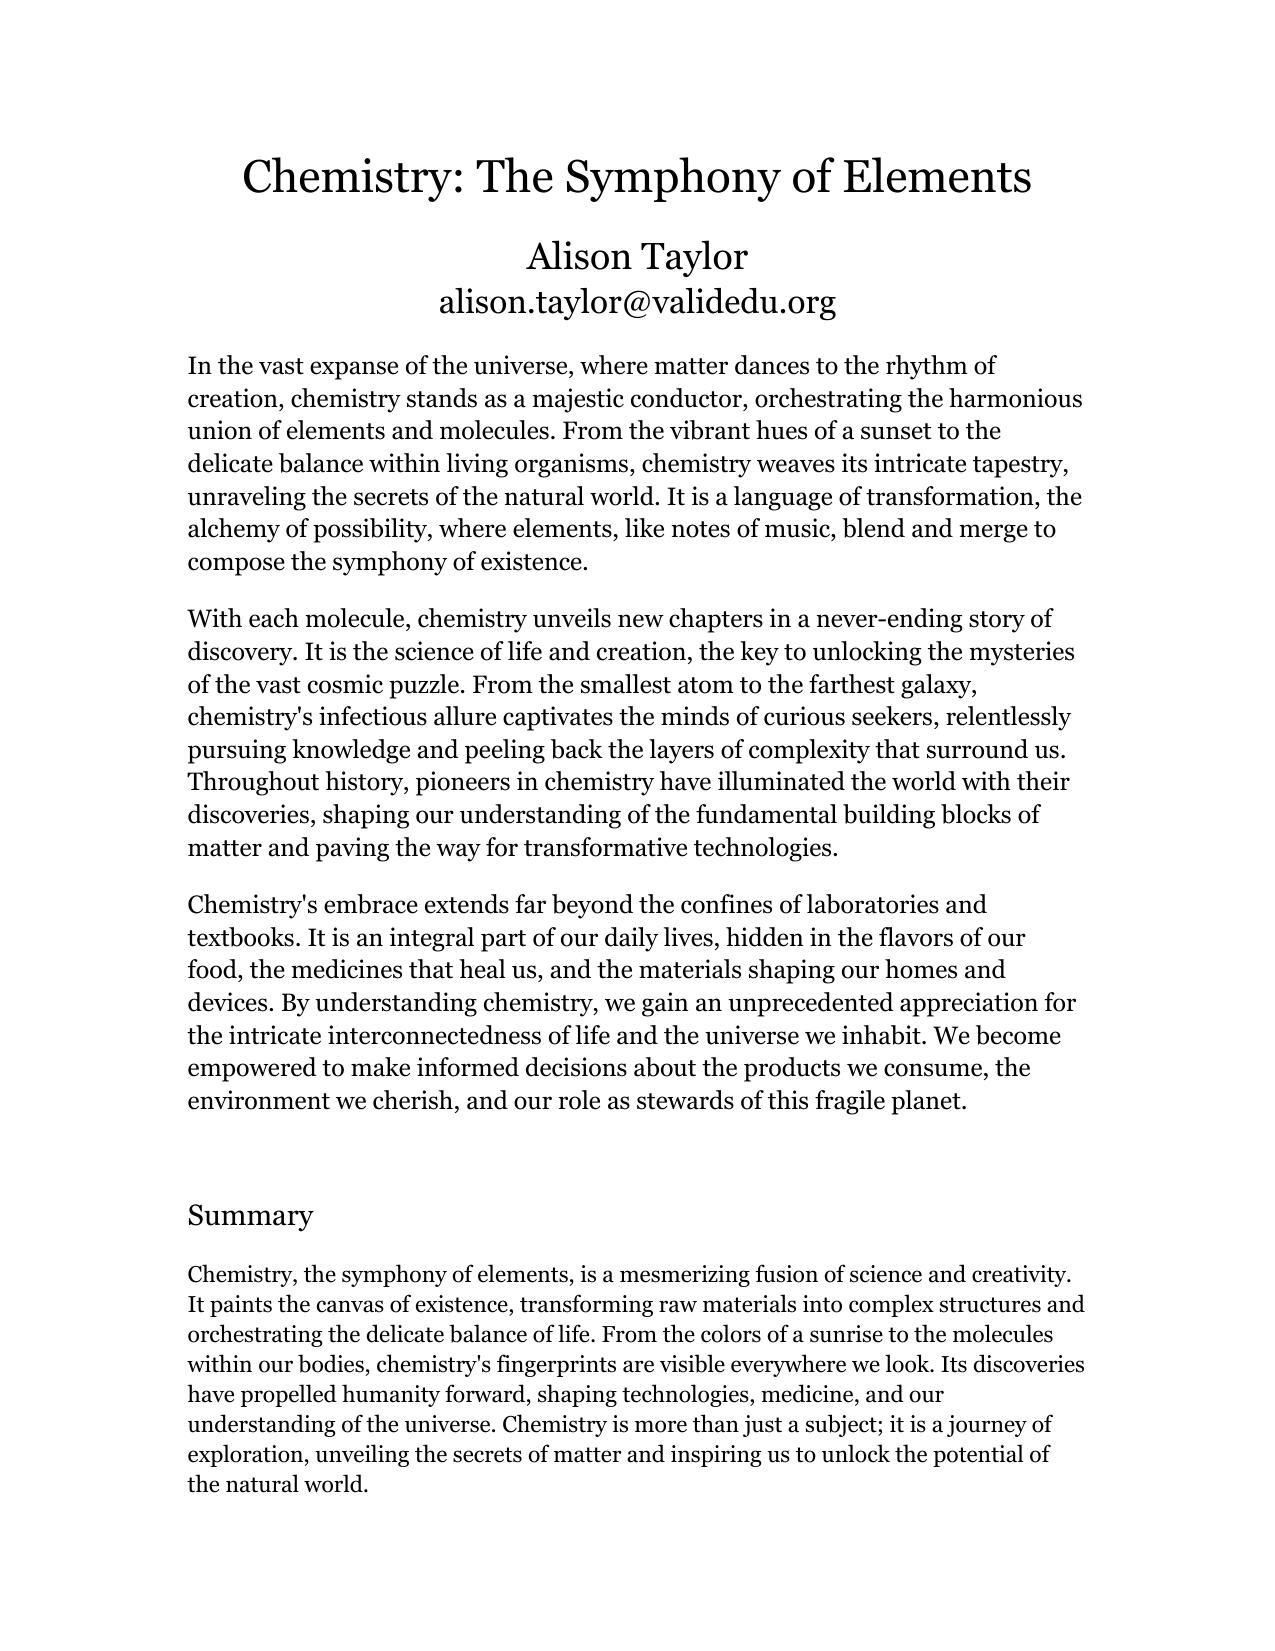 Chemistry: The Symphony of Elements
Alison Taylor
alison.taylor@validedu.org
In the vast expanse of the universe, where matter dances to the rhythm of
creation, chemistry stands as a majestic conductor, orchestrating the harmonious
union of elements and molecules. From the vibrant hues of a sunset to the
delicate balance within living organisms, chemistry weaves its intricate tapestry,
unraveling the secrets of the natural world. It is a language of transformation, the
alchemy of possibility, where elements, like notes of music, blend and merge to
compose the symphony of existence.
With each molecule, chemistry unveils new chapters in a never-ending story of
discovery. It is the science of life and creation, the key to unlocking the mysteries
of the vast cosmic puzzle. From the smallest atom to the farthest galaxy,
chemistry's infectious allure captivates the minds of curious seekers, relentlessly
pursuing knowledge and peeling back the layers of complexity that surround us.
Throughout history, pioneers in chemistry have illuminated the world with their
discoveries, shaping our understanding of the fundamental building blocks of
matter and paving the way for transformative technologies.
Chemistry's embrace extends far beyond the confines of laboratories and
textbooks. It is an integral part of our daily lives, hidden in the flavors of our
food, the medicines that heal us, and the materials shaping our homes and
devices. By understanding chemistry, we gain an unprecedented appreciation for
the intricate interconnectedness of life and the universe we inhabit. We become
empowered to make informed decisions about the products we consume, the
environment we cherish, and our role as stewards of this fragile planet.
Summary
Chemistry, the symphony of elements, is a mesmerizing fusion of science and creativity.
It paints the canvas of existence, transforming raw materials into complex structures and
orchestrating the delicate balance of life. From the colors of a sunrise to the molecules
within our bodies, chemistry's fingerprints are visible everywhere we look. Its discoveries
have propelled humanity forward, shaping technologies, medicine, and our
understanding of the universe. Chemistry is more than just a subject; it is a journey of
exploration, unveiling the secrets of matter and inspiring us to unlock the potential of
the natural world.